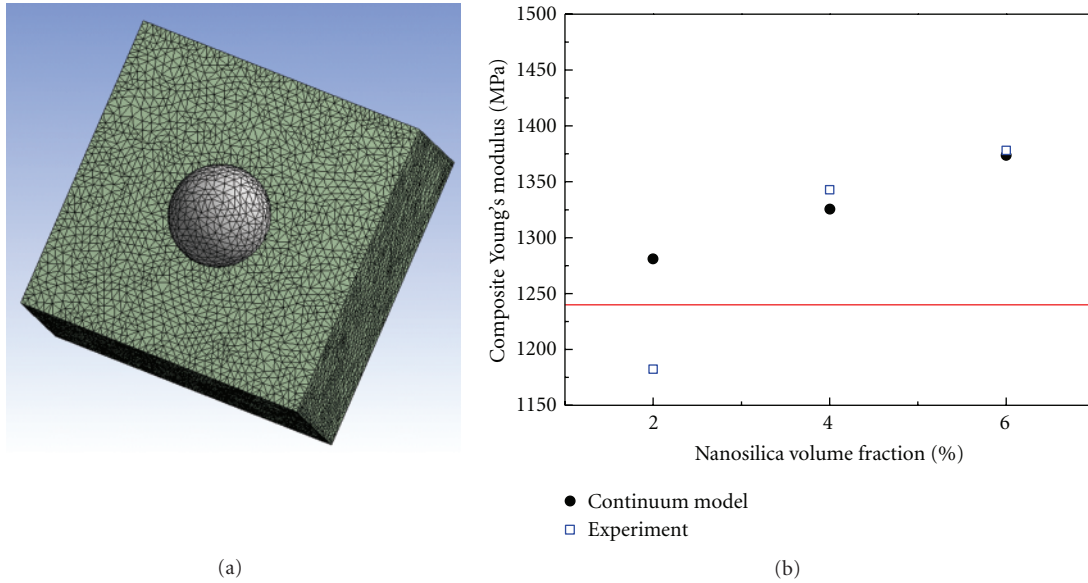 1500
1450
1400
1350
1300
1250
1200
1150
Composite Young's modulus (MPa)
2
4
6
Nanosilica volume fraction (%)
Continuum model
Experiment
(a)
(b)